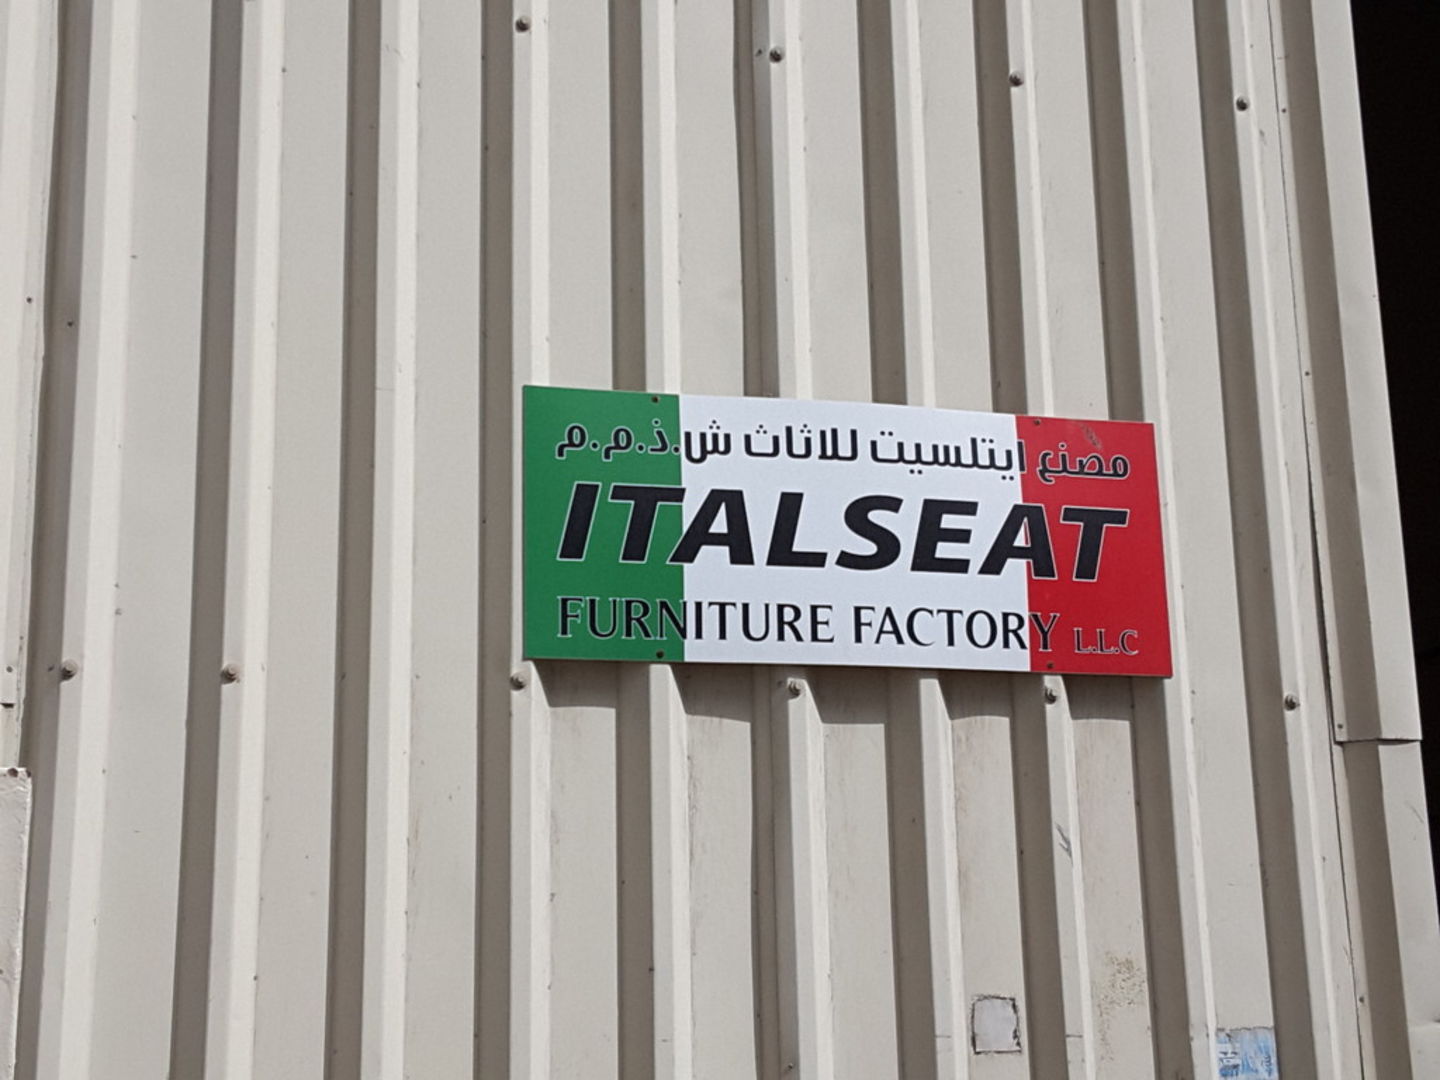 مصنع ايتلسيت للاثاث ش.ذ.م.م
ITALSEAT
FURNITURE FACTORY L.L.C